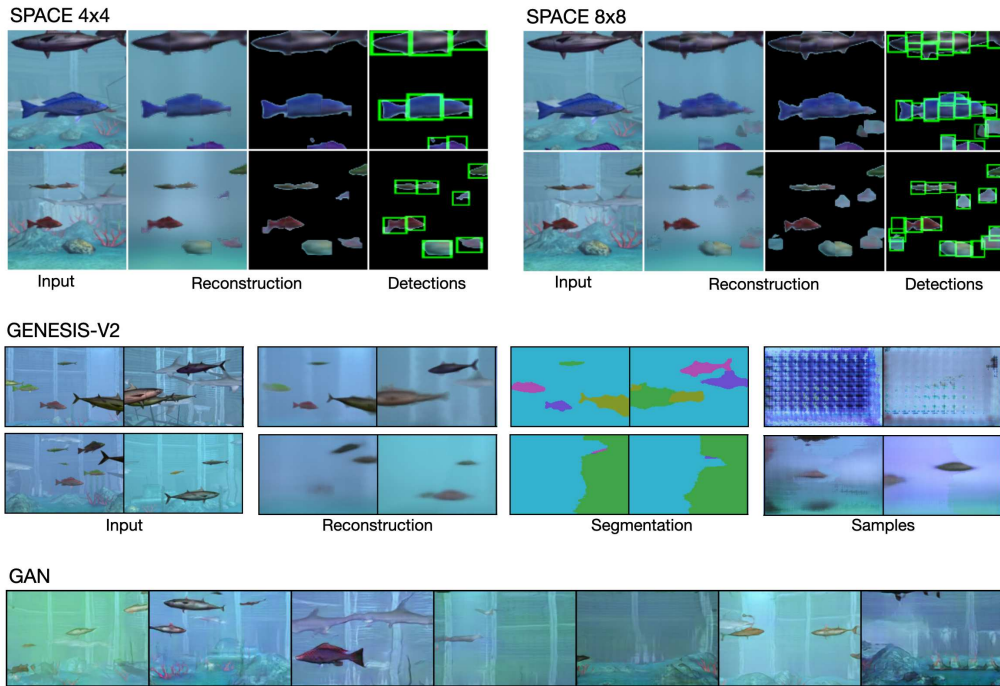 SPACE 4x4
SPACE 8x8
Input
Reconstruction
Detections
Input
Reconstruction
Detections
GENESIS-V2
Input
Reconstruction
Segmentation
Samples
GAN